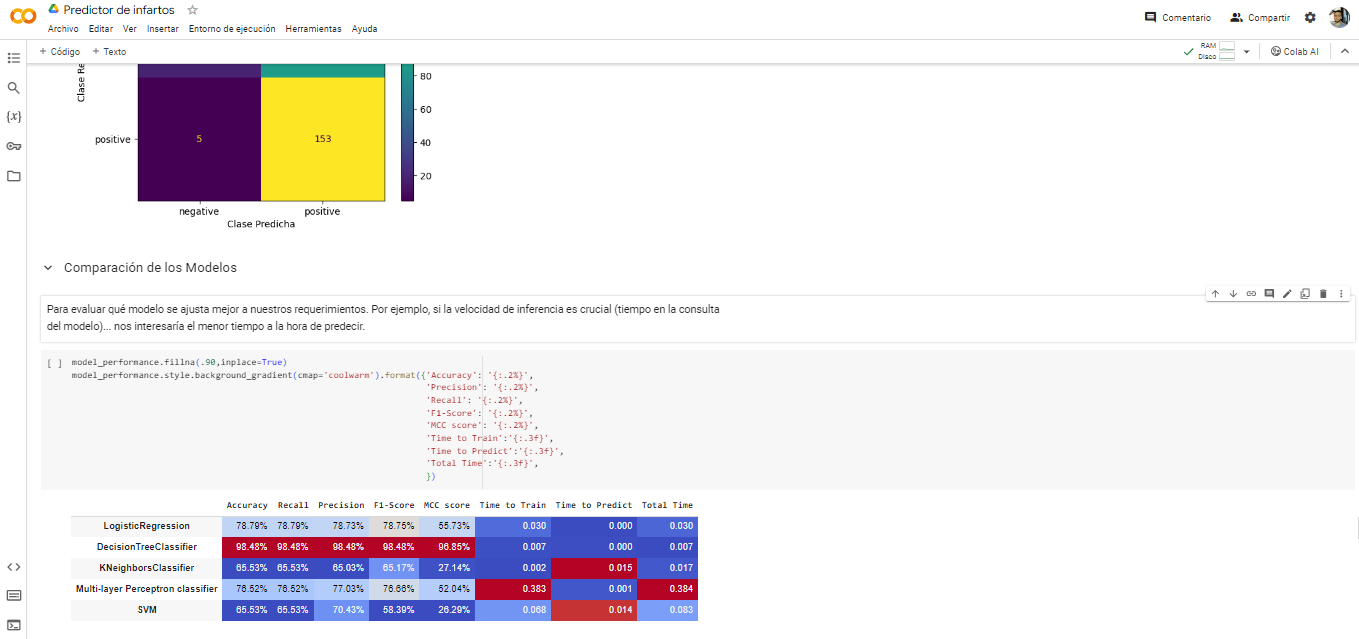 Predictor de infartos
Archivo Editar Ver Insertar Entorno de ejecución Herramientas Ayuda
Comentario Compartir
+ Código + Texto
RAM
Disco
Colab AI
Clase Re
80
60
40
20
positive
5 153
negative positive
Clase Predicha
Comparación de los Modelos
Para evaluar qué modelo se ajusta mejor a nuestros requerimientos. Por ejemplo, si la velocidad de inferencia es crucial (tiempo en la consulta
del modelo)... nos interesaría el menor tiempo a la hora de predecir.
[ ] model_performance.fillna(.90,inplace=True)
model_performance.style.background_gradient(cmap='coolwarm').format({'Accuracy': '{:.2%}',
'Precision': '{:.2%}',
'Recall': '{:.2%}',
'F1-Score': '{:.2%}',
'MCC score': '{:.2%}',
'Time to Train':'{:.3f}',
'Time to Predict':'{:.3f}',
'Total Time':'{:.3f}',
})
Accuracy Recall Precision F1-Score MCC score Time to Train Time to Predict Total Time
LogisticRegression 78.79% 78.79% 78.73% 78.75% 55.73% 0.030 0.000 0.030
DecisionTreeClassifier 98.48% 98.48% 98.48% 98.48% 96.85% 0.007 0.000 0.007
KNeighborsClassifier 65.53% 65.53% 65.03% 65.17% 27.14% 0.002 0.015 0.017
Multi-layer Perceptron classifier 76.52% 76.52% 77.03% 76.66% 52.04% 0.383 0.001 0.384
SVM 65.53% 65.53% 70.43% 58.39% 26.29% 0.068 0.014 0.083